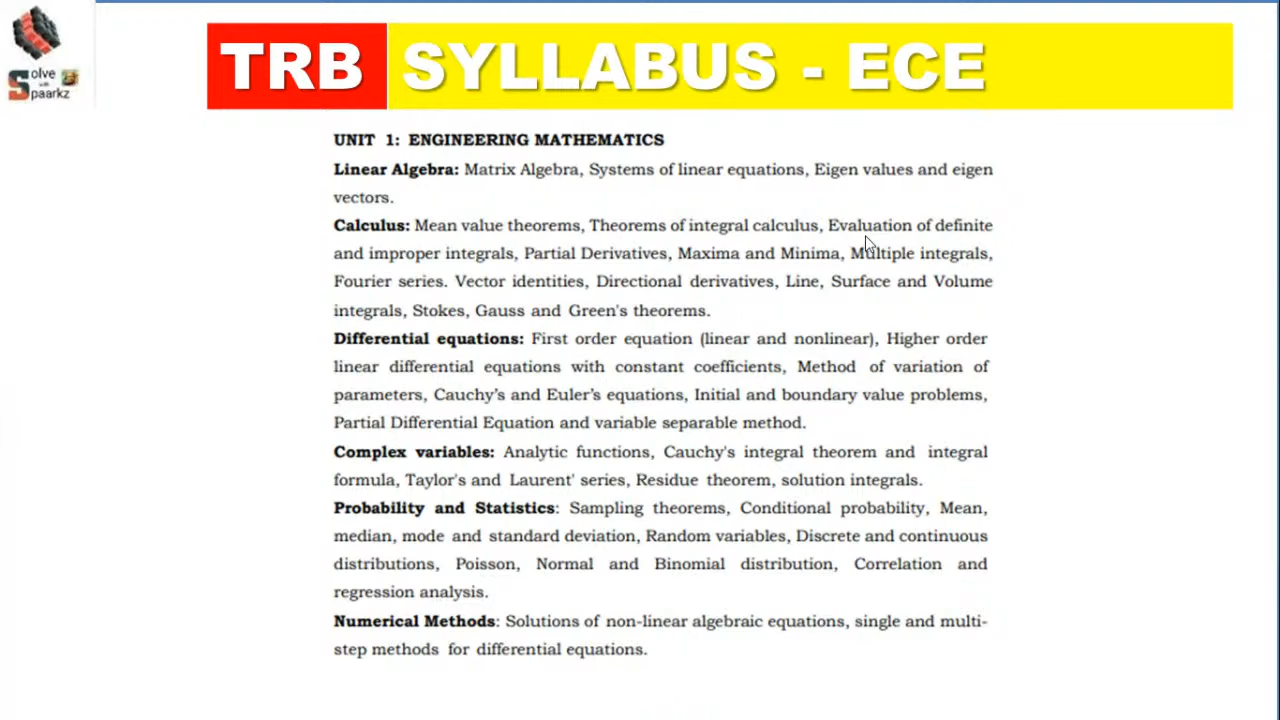 Solve
with
Spaarkz
TRB SYLLABUS - ECE
UNIT 1: ENGINEERING MATHEMATICS
Linear Algebra: Matrix Algebra, Systems of linear equations, Eigen values and eigen
vectors.
Calculus: Mean value theorems, Theorems of integral calculus, Evaluation of definite
and improper integrals, Partial Derivatives, Maxima and Minima, Multiple integrals,
Fourier series. Vector identities, Directional derivatives, Line, Surface and Volume
integrals, Stokes, Gauss and Green's theorems.
Differential equations: First order equation (linear and nonlinear), Higher order
linear differential equations with constant coefficients, Method of variation of
parameters, Cauchy’s and Euler’s equations, Initial and boundary value problems,
Partial Differential Equation and variable separable method.
Complex variables: Analytic functions, Cauchy's integral theorem and integral
formula, Taylor's and Laurent' series, Residue theorem, solution integrals.
Probability and Statistics: Sampling theorems, Conditional probability, Mean,
median, mode and standard deviation, Random variables, Discrete and continuous
distributions, Poisson, Normal and Binomial distribution, Correlation and
regression analysis.
Numerical Methods: Solutions of non-linear algebraic equations, single and multi-
step methods for differential equations.